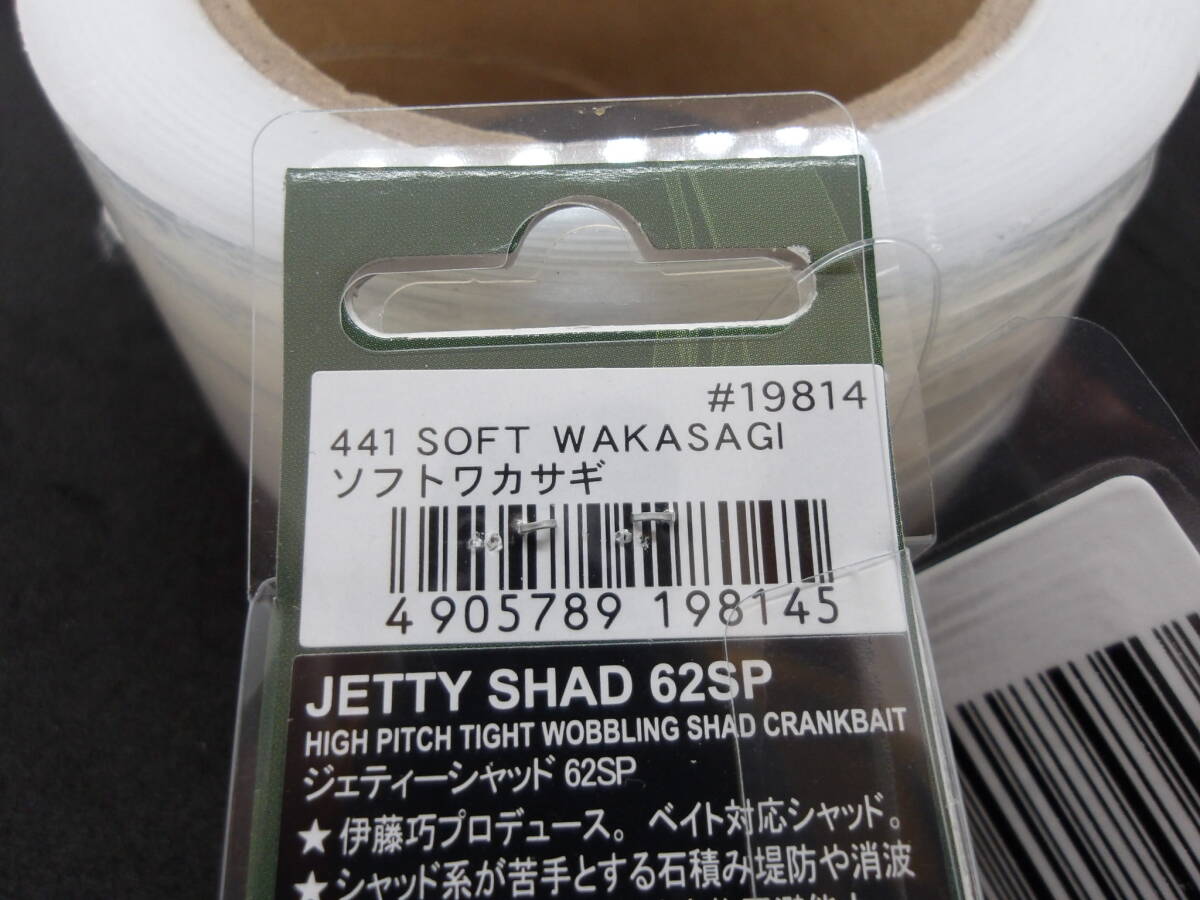 #19814
441 SOFT WAKASAGI
ソフトワカサギ
4 905789 198145
JETTY SHAD 62SP
HIGH PITCH TIGHT WOBBLING SHAD CRANKBAIT
ジェティーシャッド 62SP
★ 伊藤巧プロデュース。ベイト対応シャッド。
★ シャッド系が苦手とする石積み堤防や消波